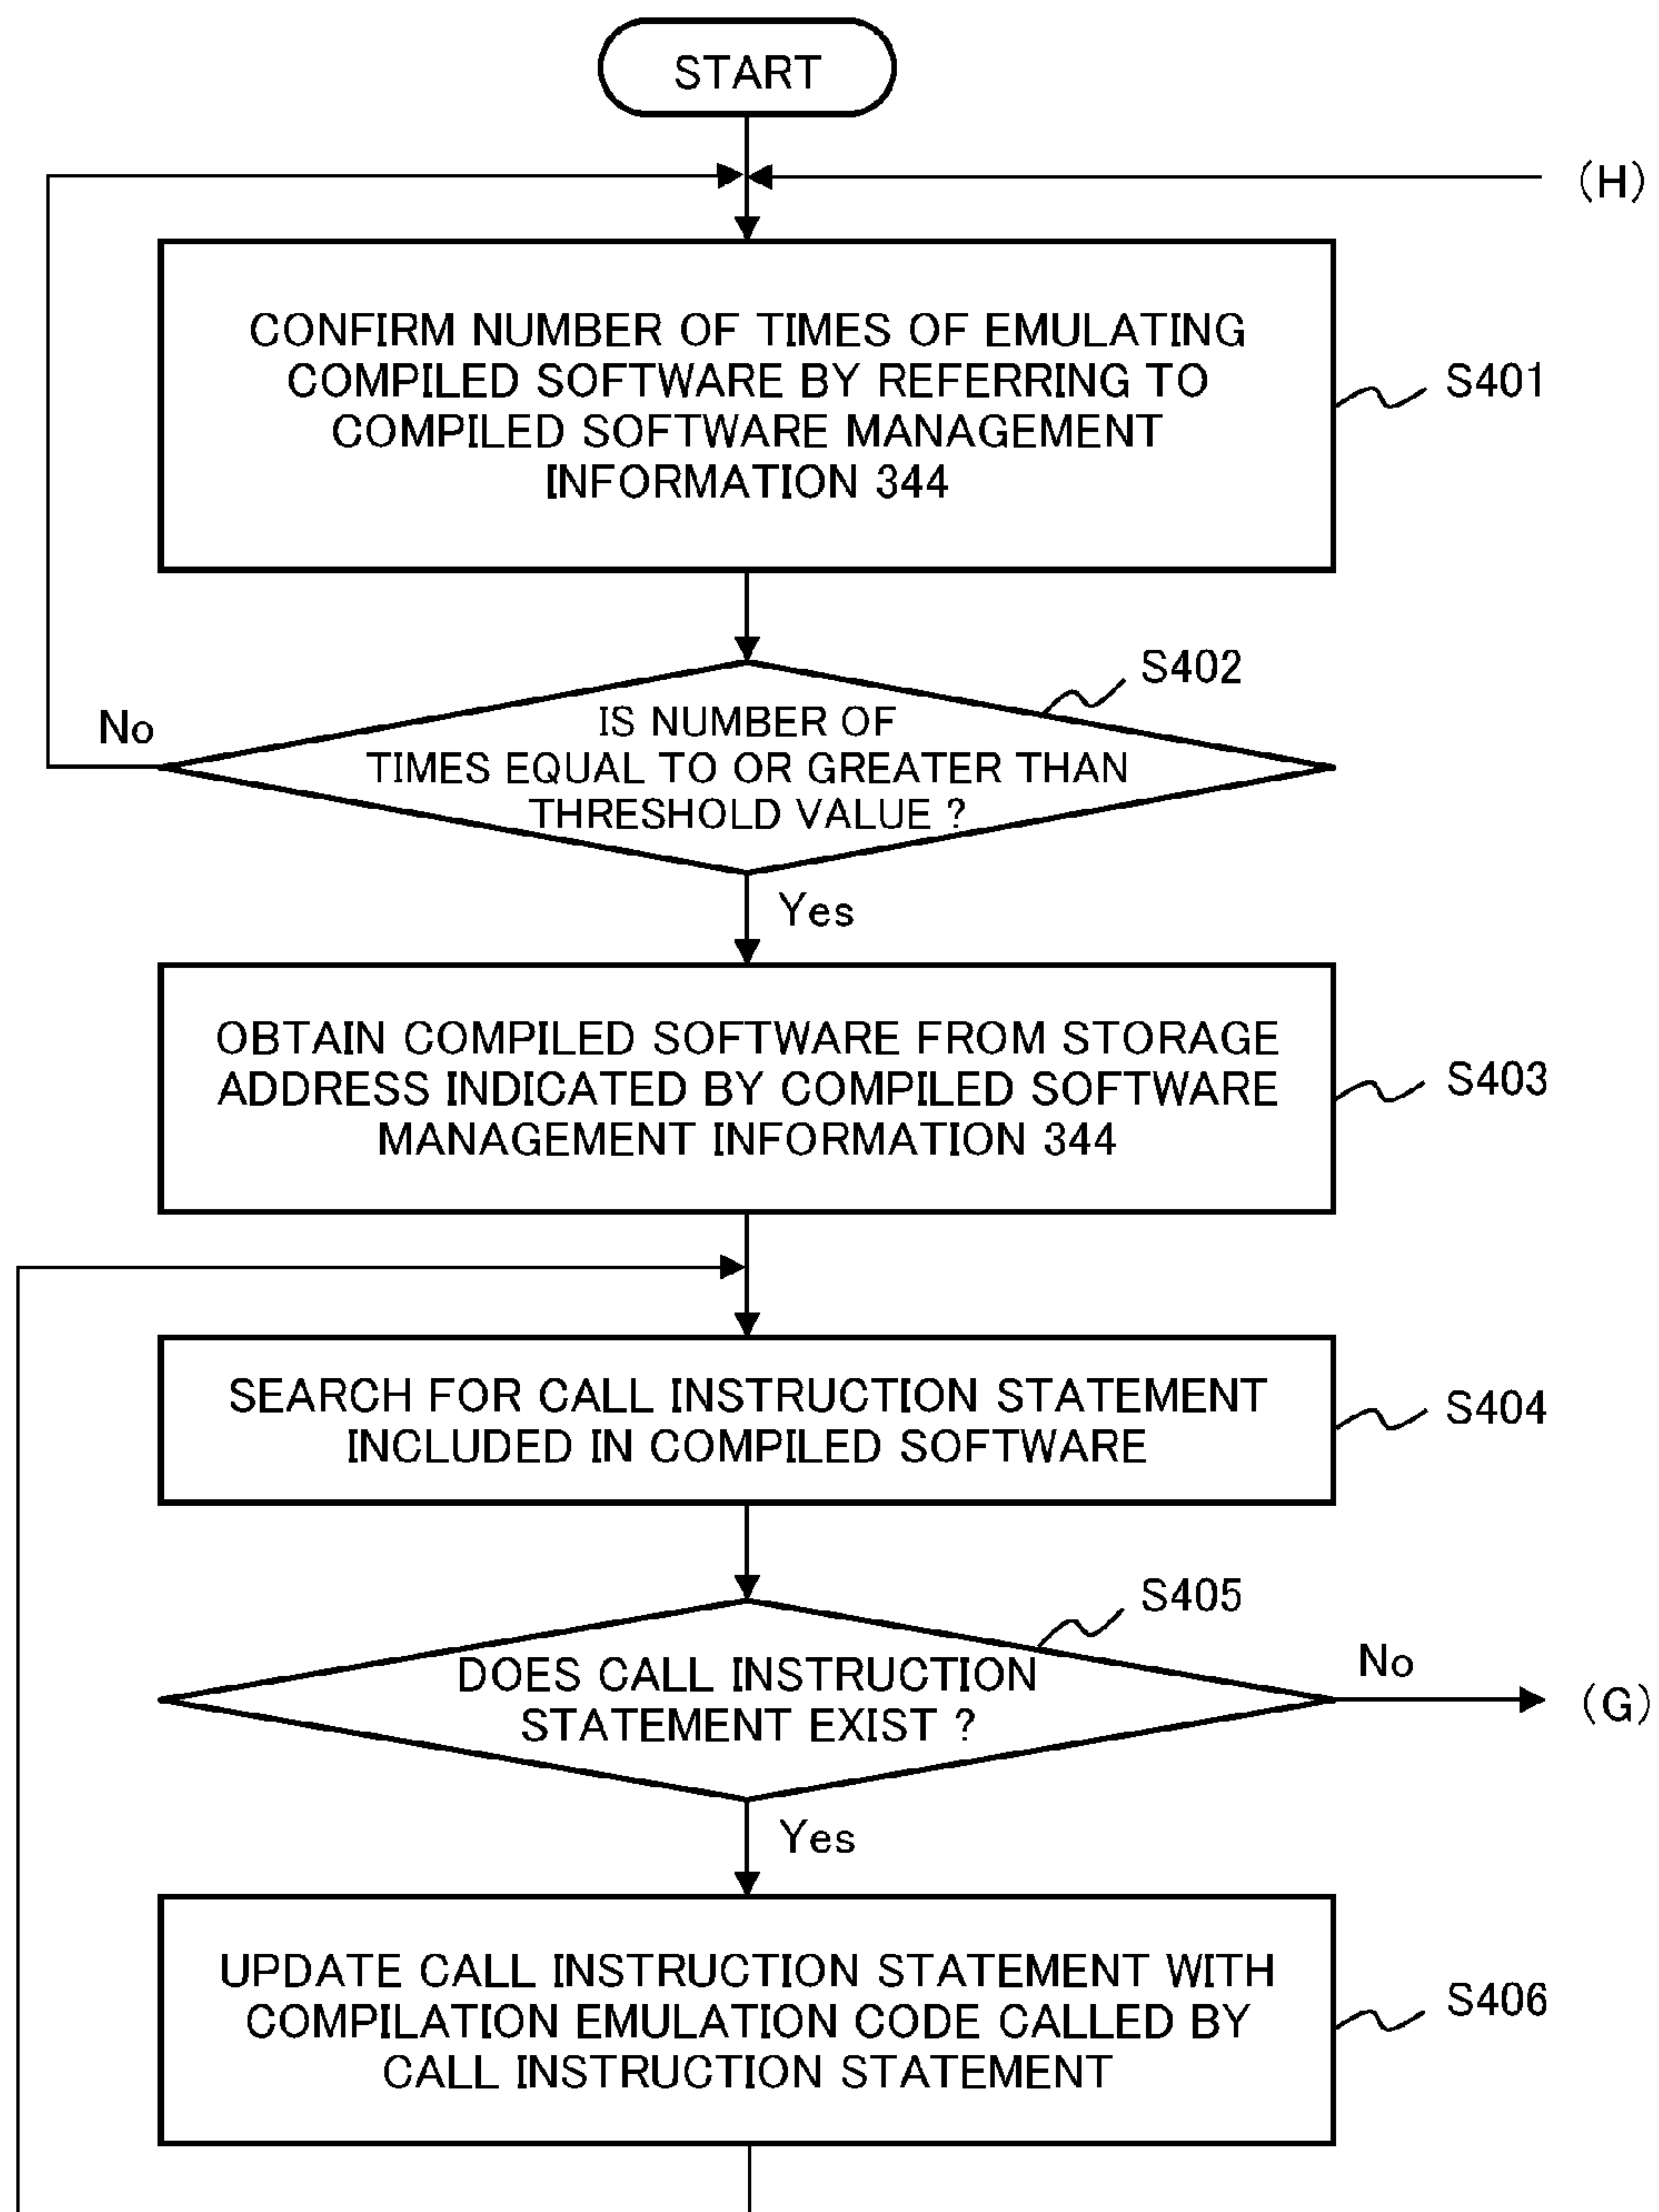 START
(H)
CONFIRM NUMBER OF TIMES OF EMULATING
COMPILED SOFTWARE BY REFERRING TO
COMPILED SOFTWARE MANAGEMENT
INFORMATION 344
S401
S402
No
IS NUMBER OF
TIMES EQUAL TO OR GREATER THAN
THRESHOLD VALUE ?
Yes
OBTAIN COMPILED SOFTWARE FROM STORAGE
ADDRESS INDICATED BY COMPILED SOFTWARE
MANAGEMENT INFORMATION 344
S403
SEARCH FOR CALL INSTRUCTION STATEMENT
INCLUDED IN COMPILED SOFTWARE
S404
S405
DOES CALL INSTRUCTION
STATEMENT EXIST ?
No
(G)
Yes
UPDATE CALL INSTRUCTION STATEMENT WITH
COMPILATION EMULATION CODE CALLED BY
CALL INSTRUCTION STATEMENT
S406